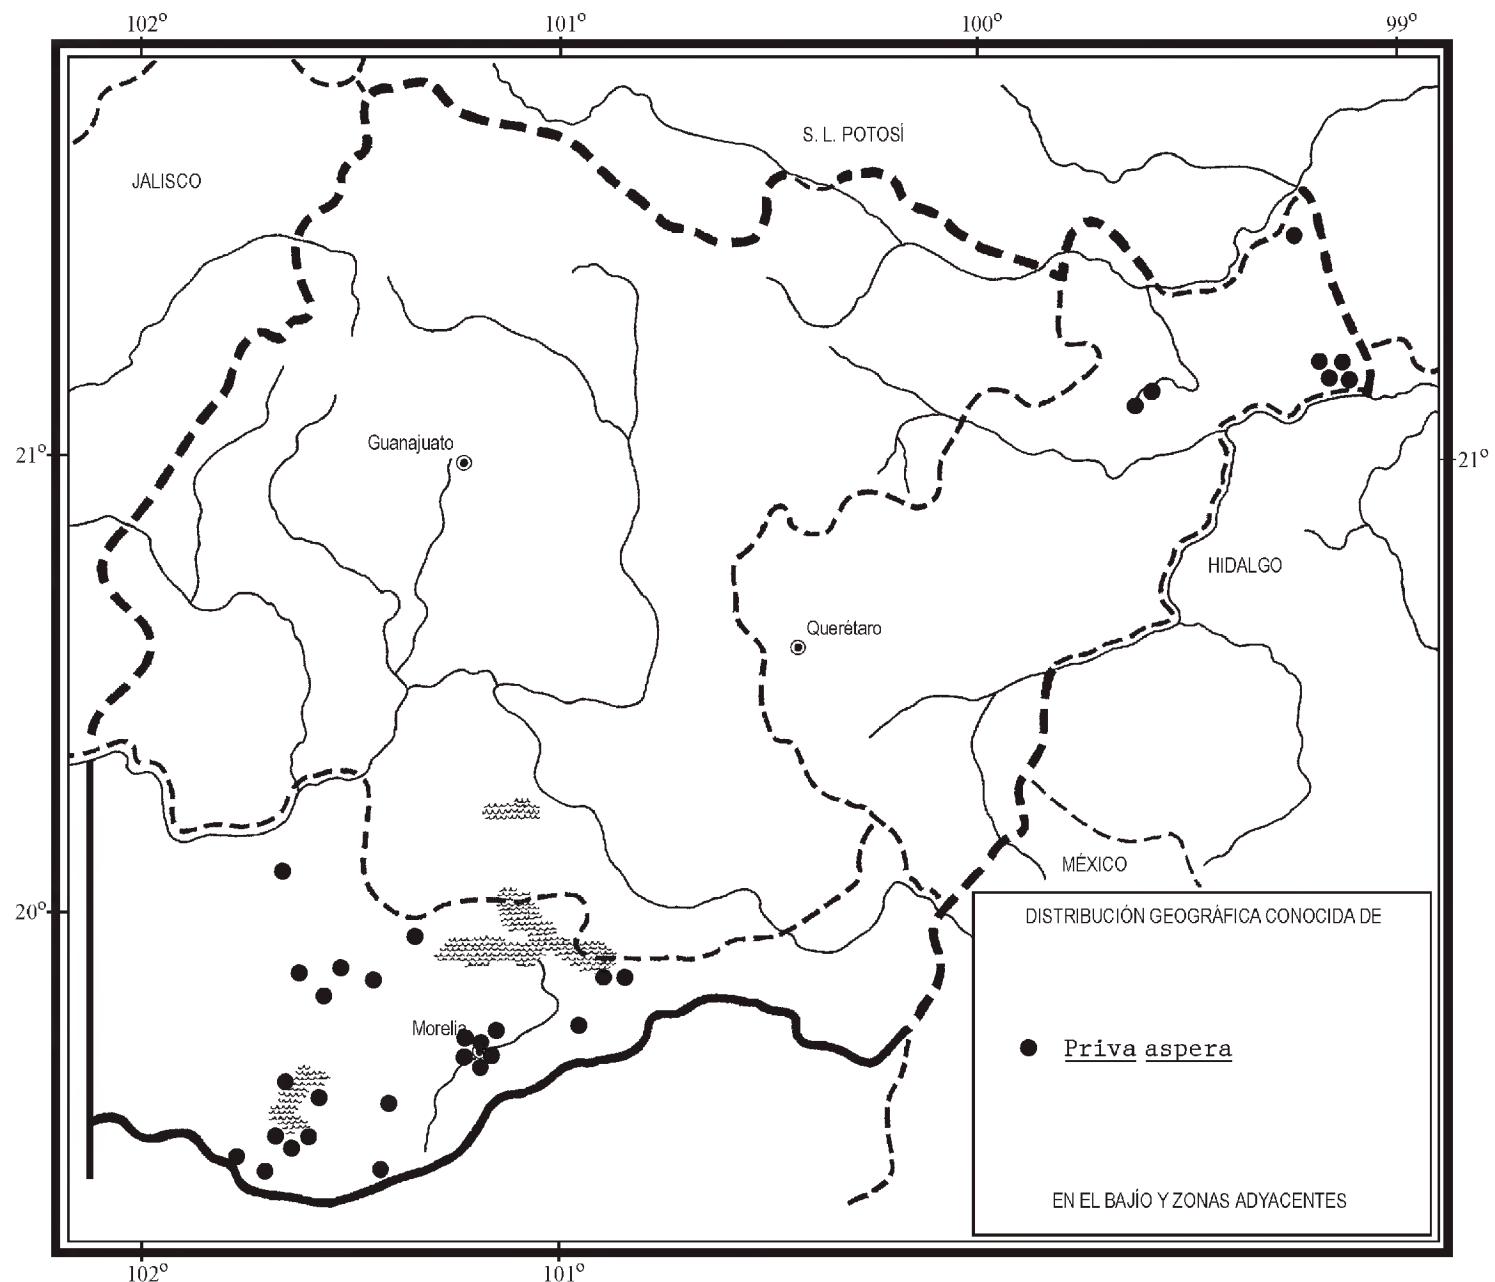 102° 101° 100° 99°
S. L. POTOSÍ
JALISCO
Guanajuato
21° 21°
HIDALGO
Querétaro
MÉXICO
20°
DISTRIBUCIÓN GEOGRÁFICA CONOCIDA DE
Morelia
Priva aspera
EN EL BAJÍO Y ZONAS ADYACENTES
102° 101°